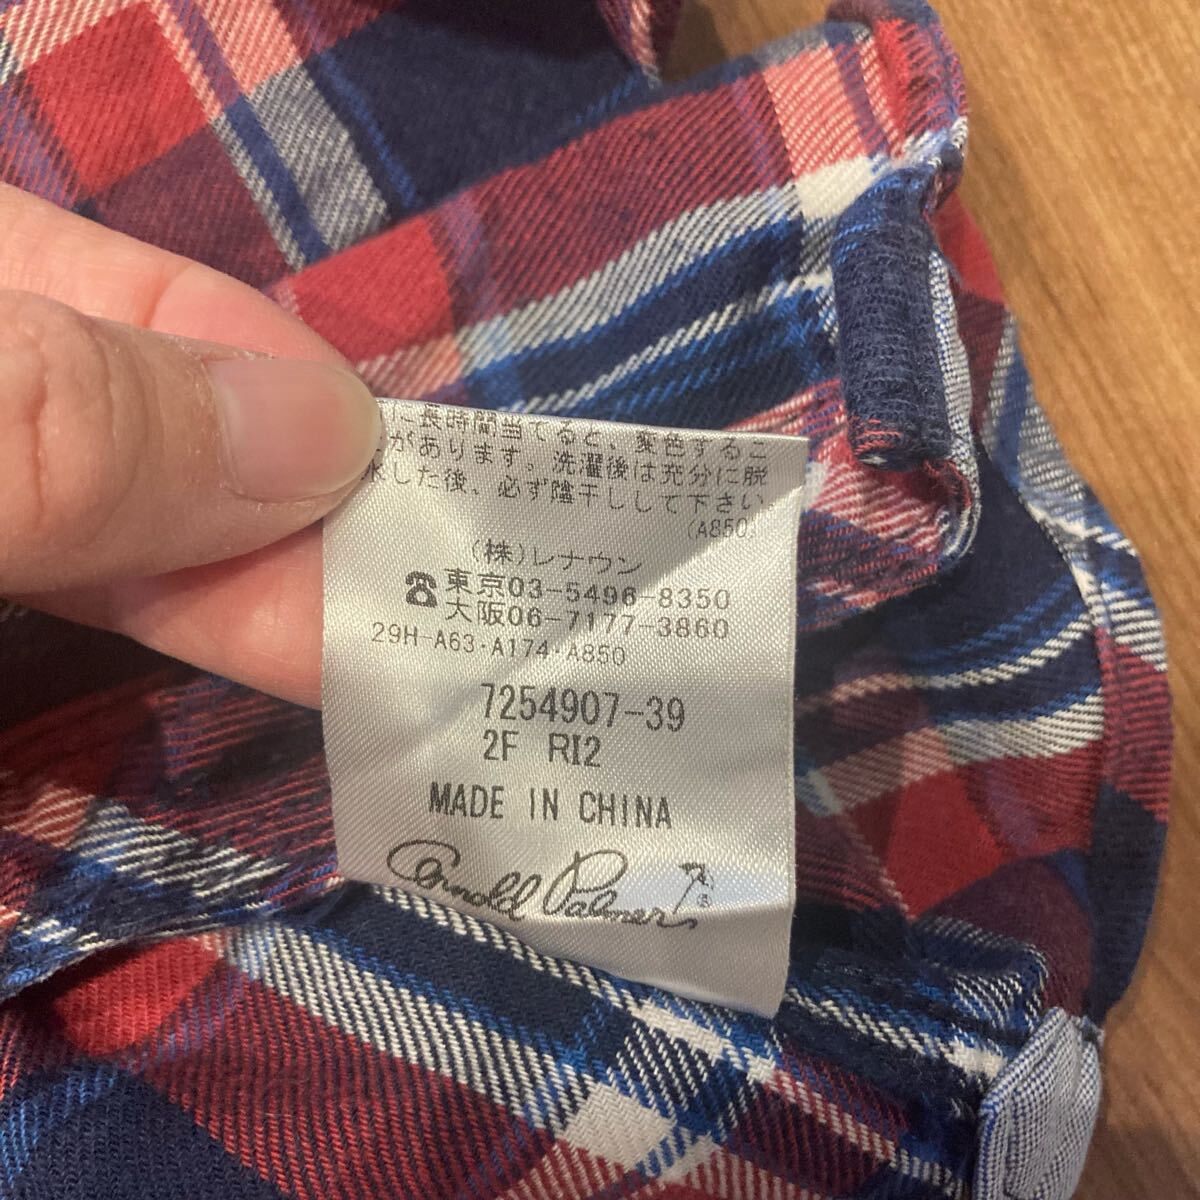 に長時間当てると、変色するこ
があります。洗濯後は充分に脱
水した後、必ず陰干しして下さい
(A850)
(株)レナウン
☎東京03-5496-8350
大阪06-7177-3860
29H-A63・A174・A850
7254907-39
2F RI2
MADE IN CHINA
Arnold Palmer ®